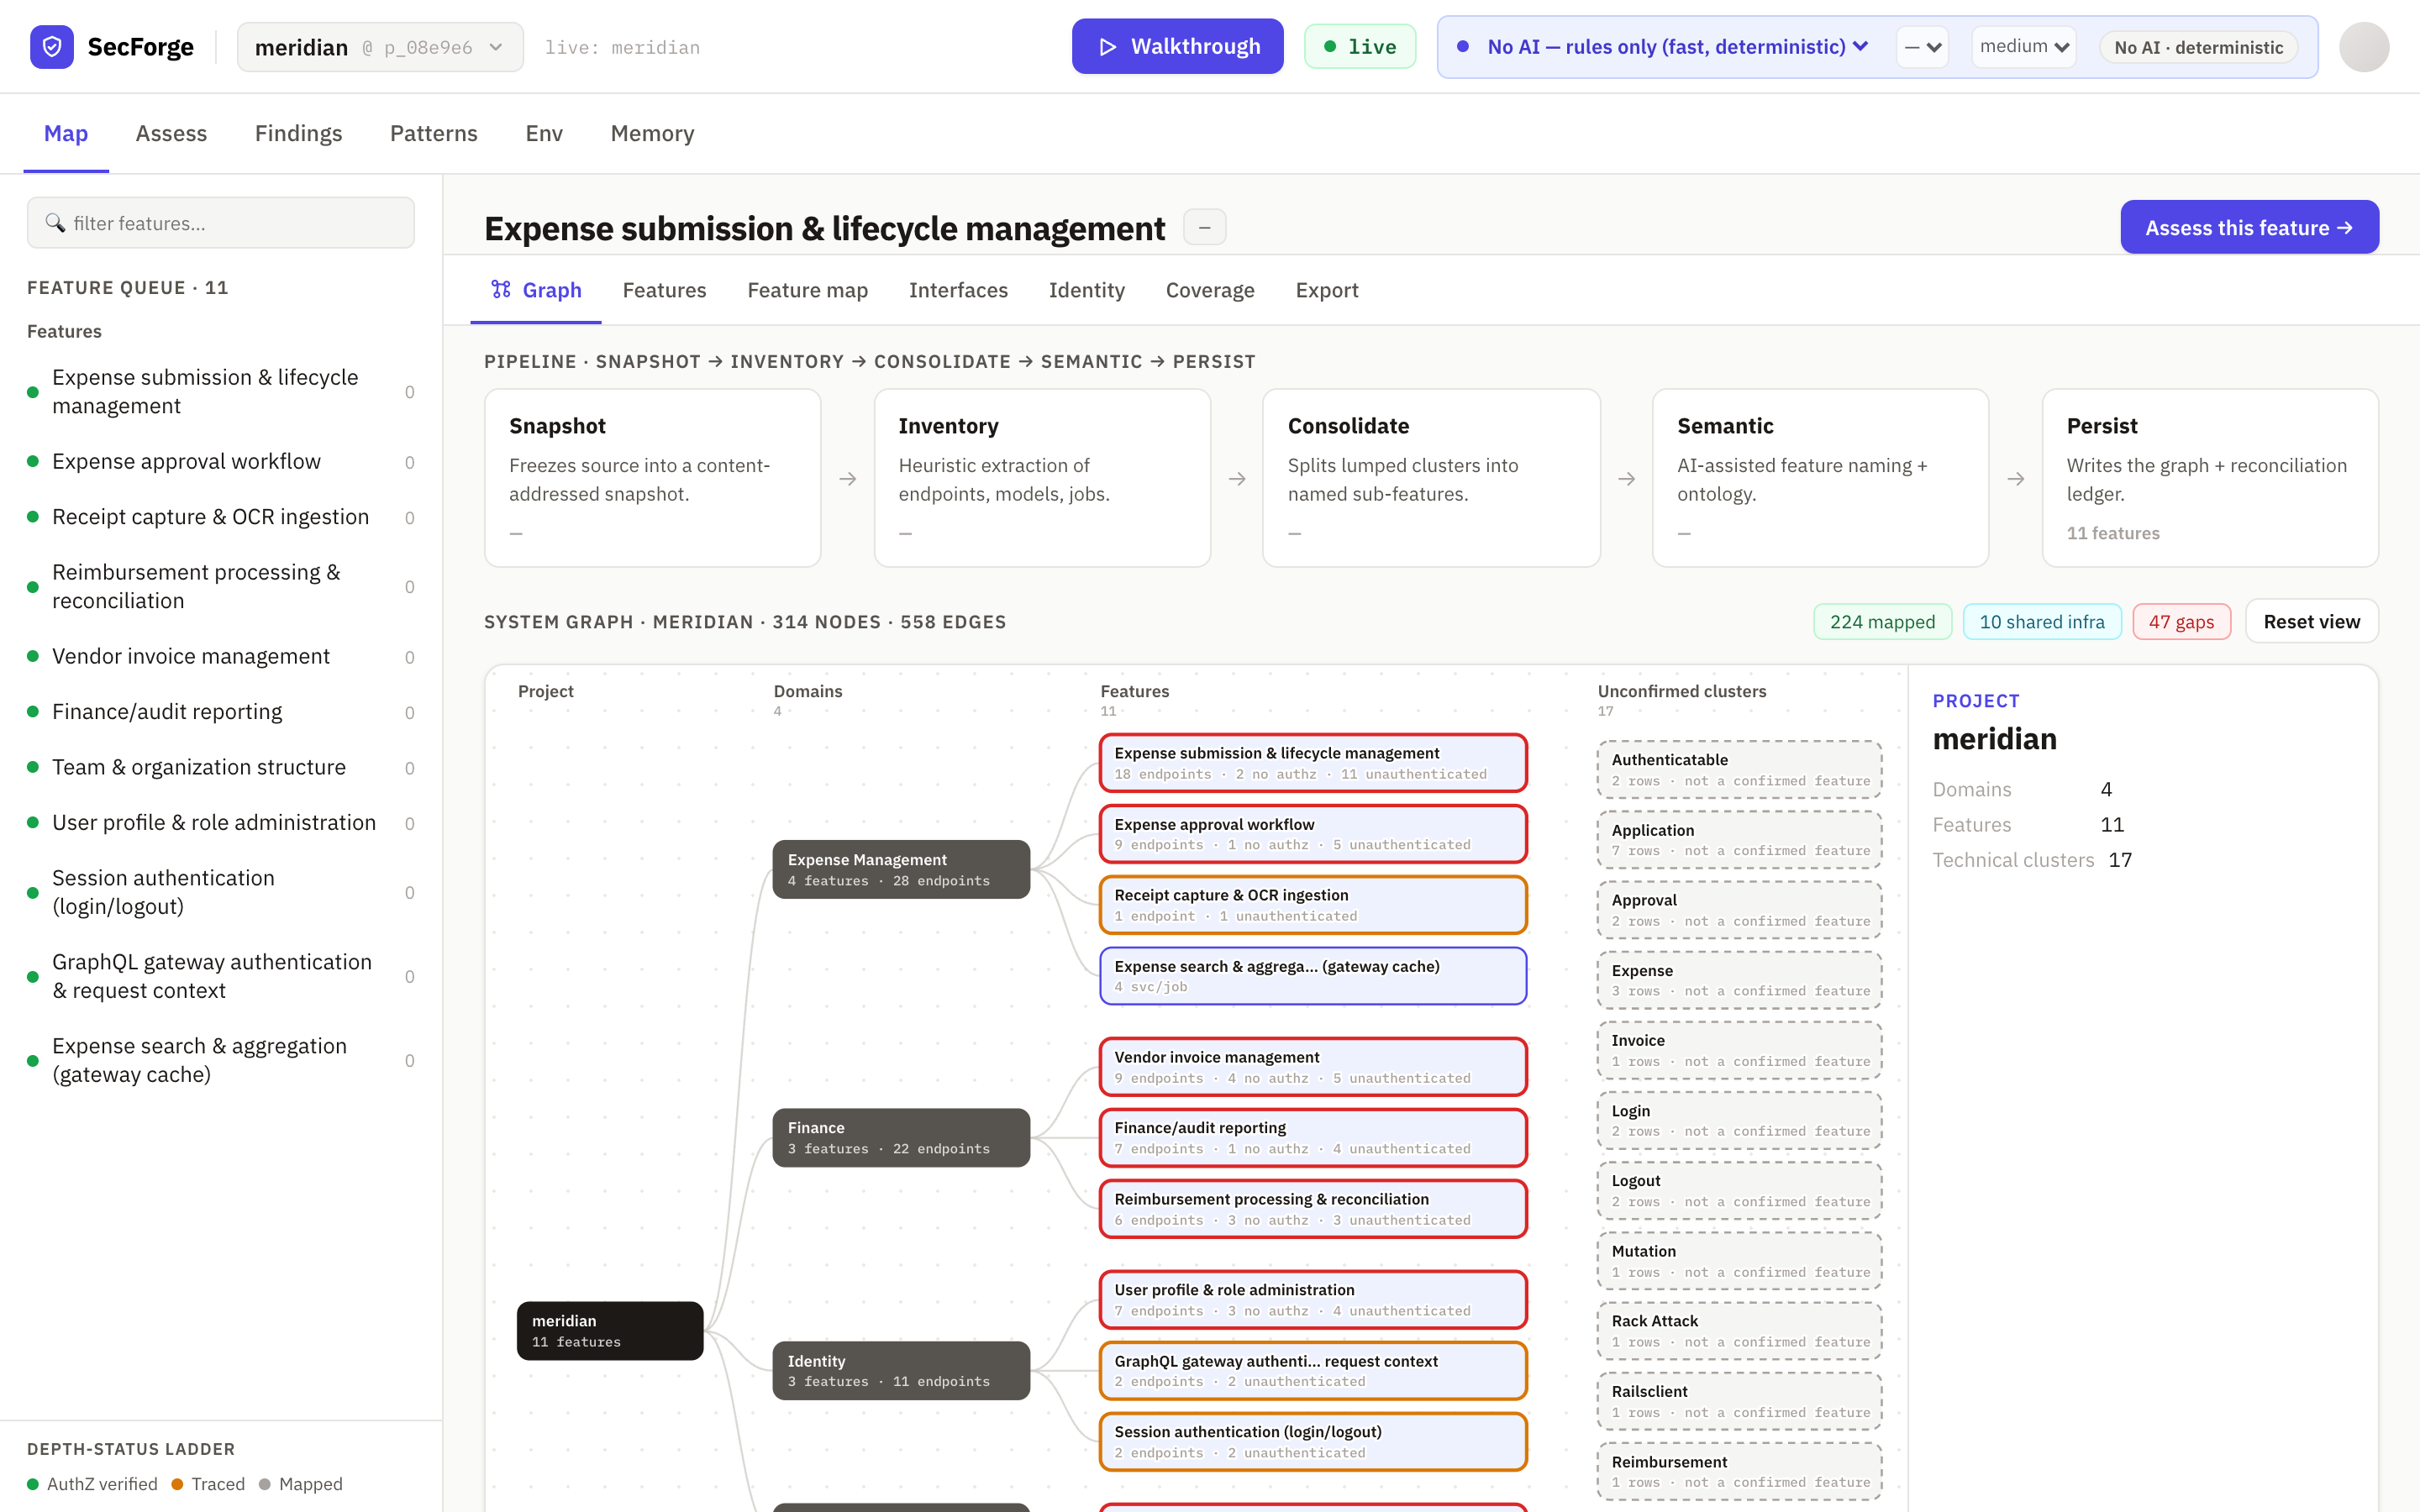 SecForge
meridian @ p_08e9e6
live: meridian
Walkthrough
live
No AI — rules only (fast, deterministic)
—
medium
No AI · deterministic
Map
Assess
Findings
Patterns
Env
Memory
filter features...
FEATURE QUEUE · 11
Features
Expense submission & lifecycle
management
0
Expense approval workflow
0
Receipt capture & OCR ingestion
0
Reimbursement processing &
reconciliation
0
Vendor invoice management
0
Finance/audit reporting
0
Team & organization structure
0
User profile & role administration
0
Session authentication
(login/logout)
0
GraphQL gateway authentication
& request context
0
Expense search & aggregation
(gateway cache)
0
DEPTH-STATUS LADDER
AuthZ verified
Traced
Mapped
Expense submission & lifecycle management
—
Assess this feature →
Graph
Features
Feature map
Interfaces
Identity
Coverage
Export
PIPELINE · SNAPSHOT → INVENTORY → CONSOLIDATE → SEMANTIC → PERSIST
Snapshot
Freezes source into a content-
addressed snapshot.
—
→
Inventory
Heuristic extraction of
endpoints, models, jobs.
—
→
Consolidate
Splits lumped clusters into
named sub-features.
—
→
Semantic
AI-assisted feature naming +
ontology.
—
→
Persist
Writes the graph + reconciliation
ledger.
11 features
SYSTEM GRAPH · MERIDIAN · 314 NODES · 558 EDGES
224 mapped
10 shared infra
47 gaps
Reset view
Project
meridian
11 features
Domains
4
Expense Management
4 features · 28 endpoints
Finance
3 features · 22 endpoints
Identity
3 features · 11 endpoints
Features
11
Expense submission & lifecycle management
18 endpoints · 2 no authz · 11 unauthenticated
Expense approval workflow
9 endpoints · 1 no authz · 5 unauthenticated
Receipt capture & OCR ingestion
1 endpoint · 1 unauthenticated
Expense search & aggrega... (gateway cache)
4 svc/job
Vendor invoice management
9 endpoints · 4 no authz · 5 unauthenticated
Finance/audit reporting
7 endpoints · 1 no authz · 4 unauthenticated
Reimbursement processing & reconciliation
6 endpoints · 3 no authz · 3 unauthenticated
User profile & role administration
7 endpoints · 3 no authz · 4 unauthenticated
GraphQL gateway authenti... request context
2 endpoints · 2 unauthenticated
Session authentication (login/logout)
2 endpoints · 2 unauthenticated
Unconfirmed clusters
17
Authenticatable
2 rows · not a confirmed feature
Application
7 rows · not a confirmed feature
Approval
2 rows · not a confirmed feature
Expense
3 rows · not a confirmed feature
Invoice
1 rows · not a confirmed feature
Login
2 rows · not a confirmed feature
Logout
2 rows · not a confirmed feature
Mutation
1 rows · not a confirmed feature
Rack Attack
1 rows · not a confirmed feature
Railsclient
1 rows · not a confirmed feature
Reimbursement
1 rows · not a confirmed feature
PROJECT
meridian
Domains 4
Features 11
Technical clusters 17